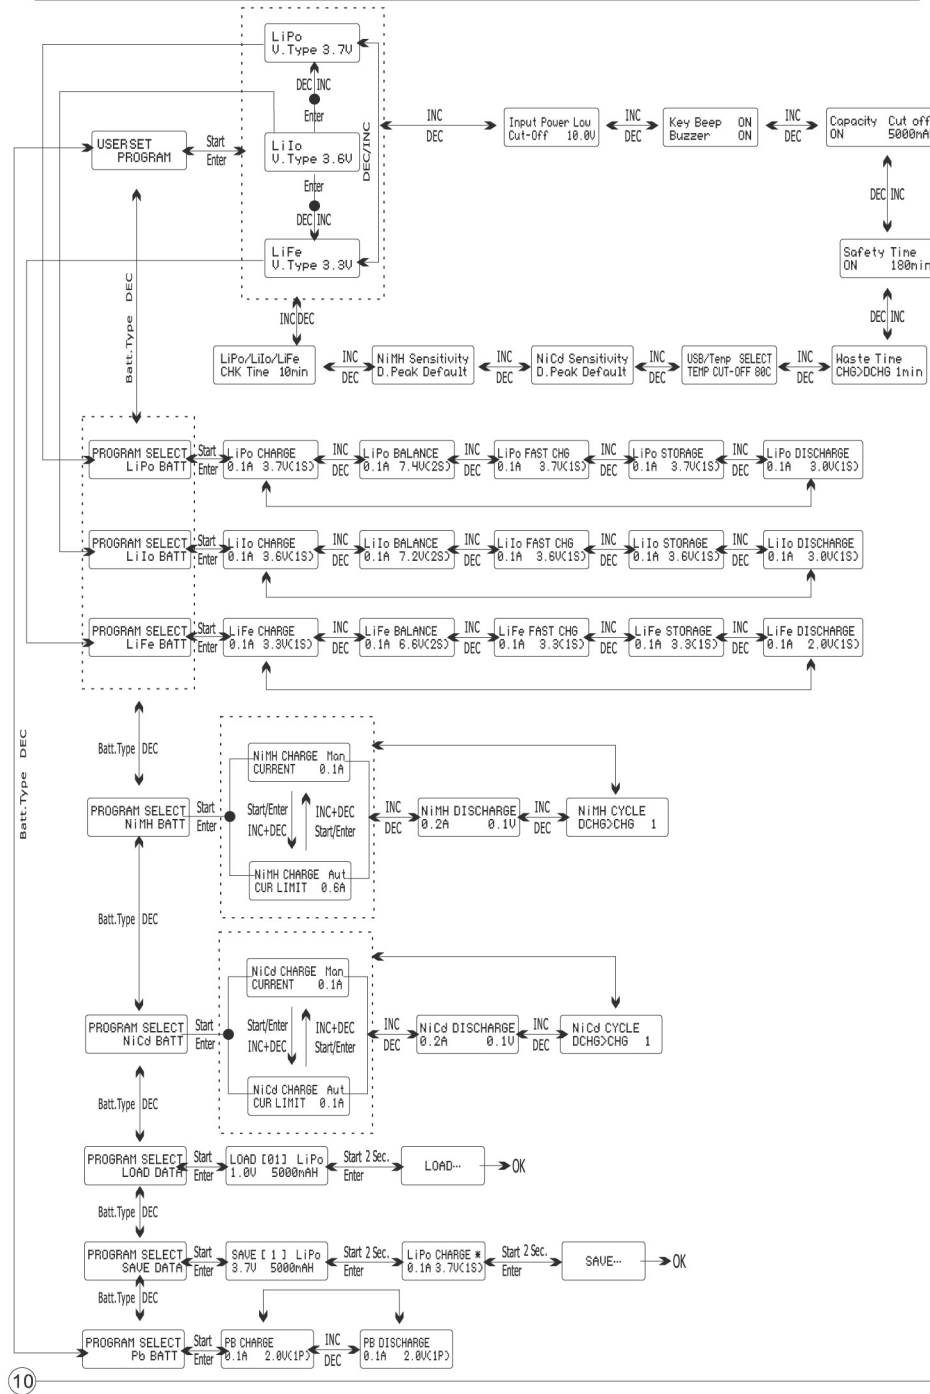 LiPo
V.Type 3.7V
DEC INC
Enter
USERSET
PROGRAM
Start
Enter
LiIo
V.Type 3.6V
DEC/INC
Enter
DEC INC
LiFe
V.Type 3.3V
INC
DEC
Input Power Low
Cut-Off 10.0V
INC
DEC
Key Beep ON
Buzzer ON
INC
DEC
Capacity Cut off
ON 5000mA
DEC INC
Safety Time
ON 180min
DEC INC
INC DEC
LiPo/LiIo/LiFe
CHK Time 10min
INC
DEC
NiMH Sensitivity
D.Peak Default
INC
DEC
NiCd Sensitivity
D.Peak Default
INC
DEC
USB/Temp SELECT
TEMP CUT-OFF 80C
INC
DEC
Waste Time
CHG>DCHG 1min
Batt.Type DEC
PROGRAM SELECT
LiPo BATT
Start
Enter
LiPo CHARGE
0.1A 3.7V(1S)
INC
DEC
LiPo BALANCE
0.1A 7.4V(2S)
INC
DEC
LiPo FAST CHG
0.1A 3.7V(1S)
INC
DEC
LiPo STORAGE
0.1A 3.7V(1S)
INC
DEC
LiPo DISCHARGE
0.1A 3.0V(1S)
PROGRAM SELECT
LiIo BATT
Start
Enter
LiIo CHARGE
0.1A 3.6V(1S)
INC
DEC
LiIo BALANCE
0.1A 7.2V(2S)
INC
DEC
LiIo FAST CHG
0.1A 3.6V(1S)
INC
DEC
LiIo STORAGE
0.1A 3.6V(1S)
INC
DEC
LiIo DISCHARGE
0.1A 3.0V(1S)
PROGRAM SELECT
LiFe BATT
Start
Enter
LiFe CHARGE
0.1A 3.3V(1S)
INC
DEC
LiFe BALANCE
0.1A 6.6V(2S)
INC
DEC
LiFe FAST CHG
0.1A 3.3(1S)
INC
DEC
LiFe STORAGE
0.1A 3.3(1S)
INC
DEC
LiFe DISCHARGE
0.1A 2.0V(1S)
Batt.Type DEC
Batt.Type DEC
PROGRAM SELECT
NiMH BATT
Start
Enter
NiMH CHARGE Man
CURRENT 0.1A
Start/Enter
INC+DEC
INC+DEC
Start/Enter
NiMH CHARGE Aut
CUR LIMIT 0.6A
INC
DEC
NiMH DISCHARGE
0.2A 0.1V
INC
DEC
NiMH CYCLE
DCHG>CHG 1
Batt.Type DEC
PROGRAM SELECT
NiCd BATT
Start
Enter
NiCd CHARGE Man
CURRENT 0.1A
Start/Enter
INC+DEC
INC+DEC
Start/Enter
NiCd CHARGE Aut
CUR LIMIT 0.1A
INC
DEC
NiCd DISCHARGE
0.2A 0.1V
INC
DEC
NiCd CYCLE
DCHG>CHG 1
Batt.Type DEC
PROGRAM SELECT
LOAD DATA
Start
Enter
LOAD [01] LiPo
1.0V 5000mAH
Start 2 Sec.
Enter
LOAD···
OK
Batt.Type DEC
PROGRAM SELECT
SAVE DATA
Start
Enter
SAVE [ 1 ] LiPo
3.7V 5000mAH
Start 2 Sec.
Enter
LiPo CHARGE *
0.1A 3.7V(1S)
Start 2 Sec.
Enter
SAVE···
OK
Batt.Type DEC
PROGRAM SELECT
Pb BATT
Start
Enter
PB CHARGE
0.1A 2.0V(1P)
INC
DEC
PB DISCHARGE
0.1A 2.0V(1P)
10